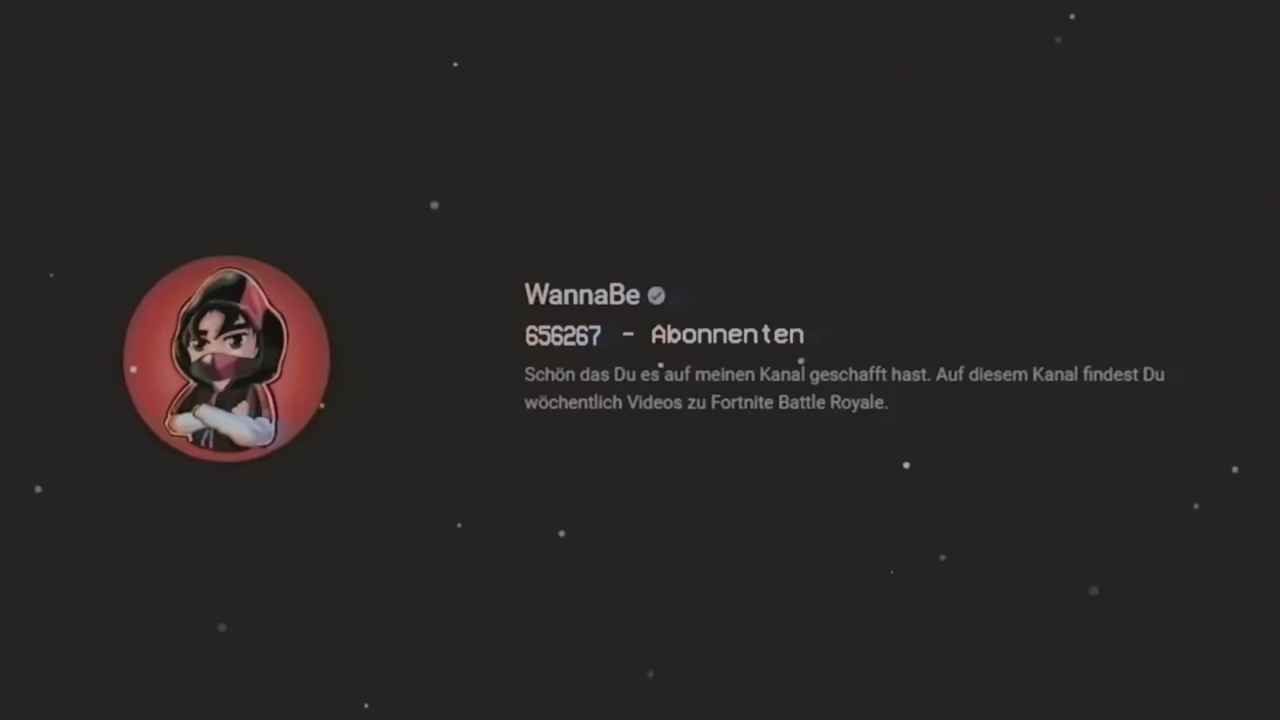 WannaBe
656267 - Abonnenten
Schön das Du es auf meinen Kanal geschafft hast. Auf diesem Kanal findest Du
wöchentlich Videos zu Fortnite Battle Royale.